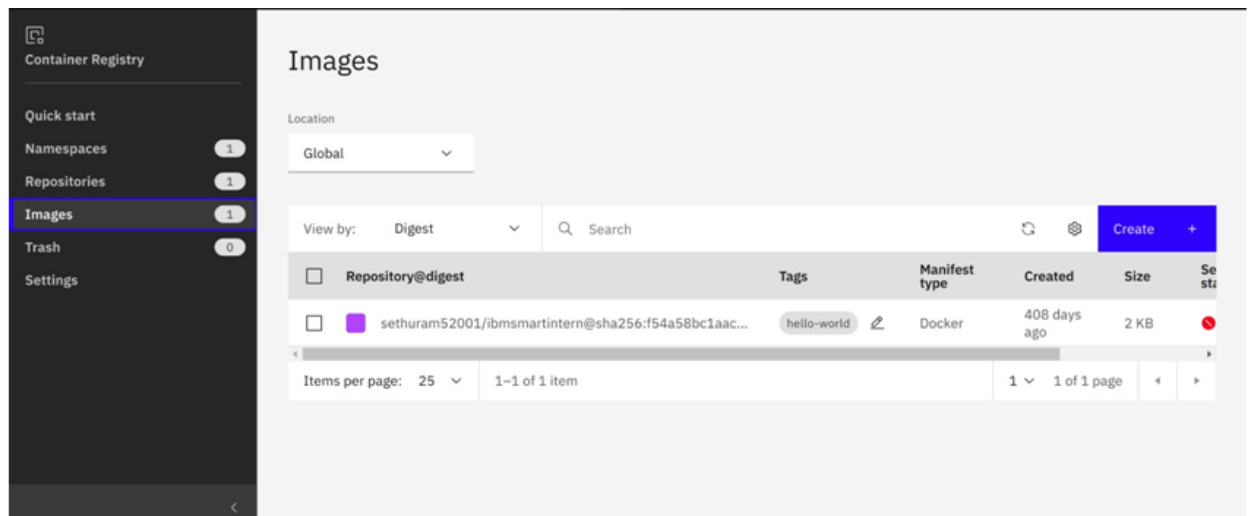 Container Registry
Quick start
Namespaces 1
Repositories 1
Images 1
Trash 0
Settings
Images
Location
Global
View by: Digest Search Create +
Repository@digest Tags Manifest type Created Size Se sta
sethuram52001/ibmsmartintern@sha256:f54a58bc1aac... hello-world Docker 408 days ago 2 KB
Items per page: 25 1–1 of 1 item 1 1 of 1 page